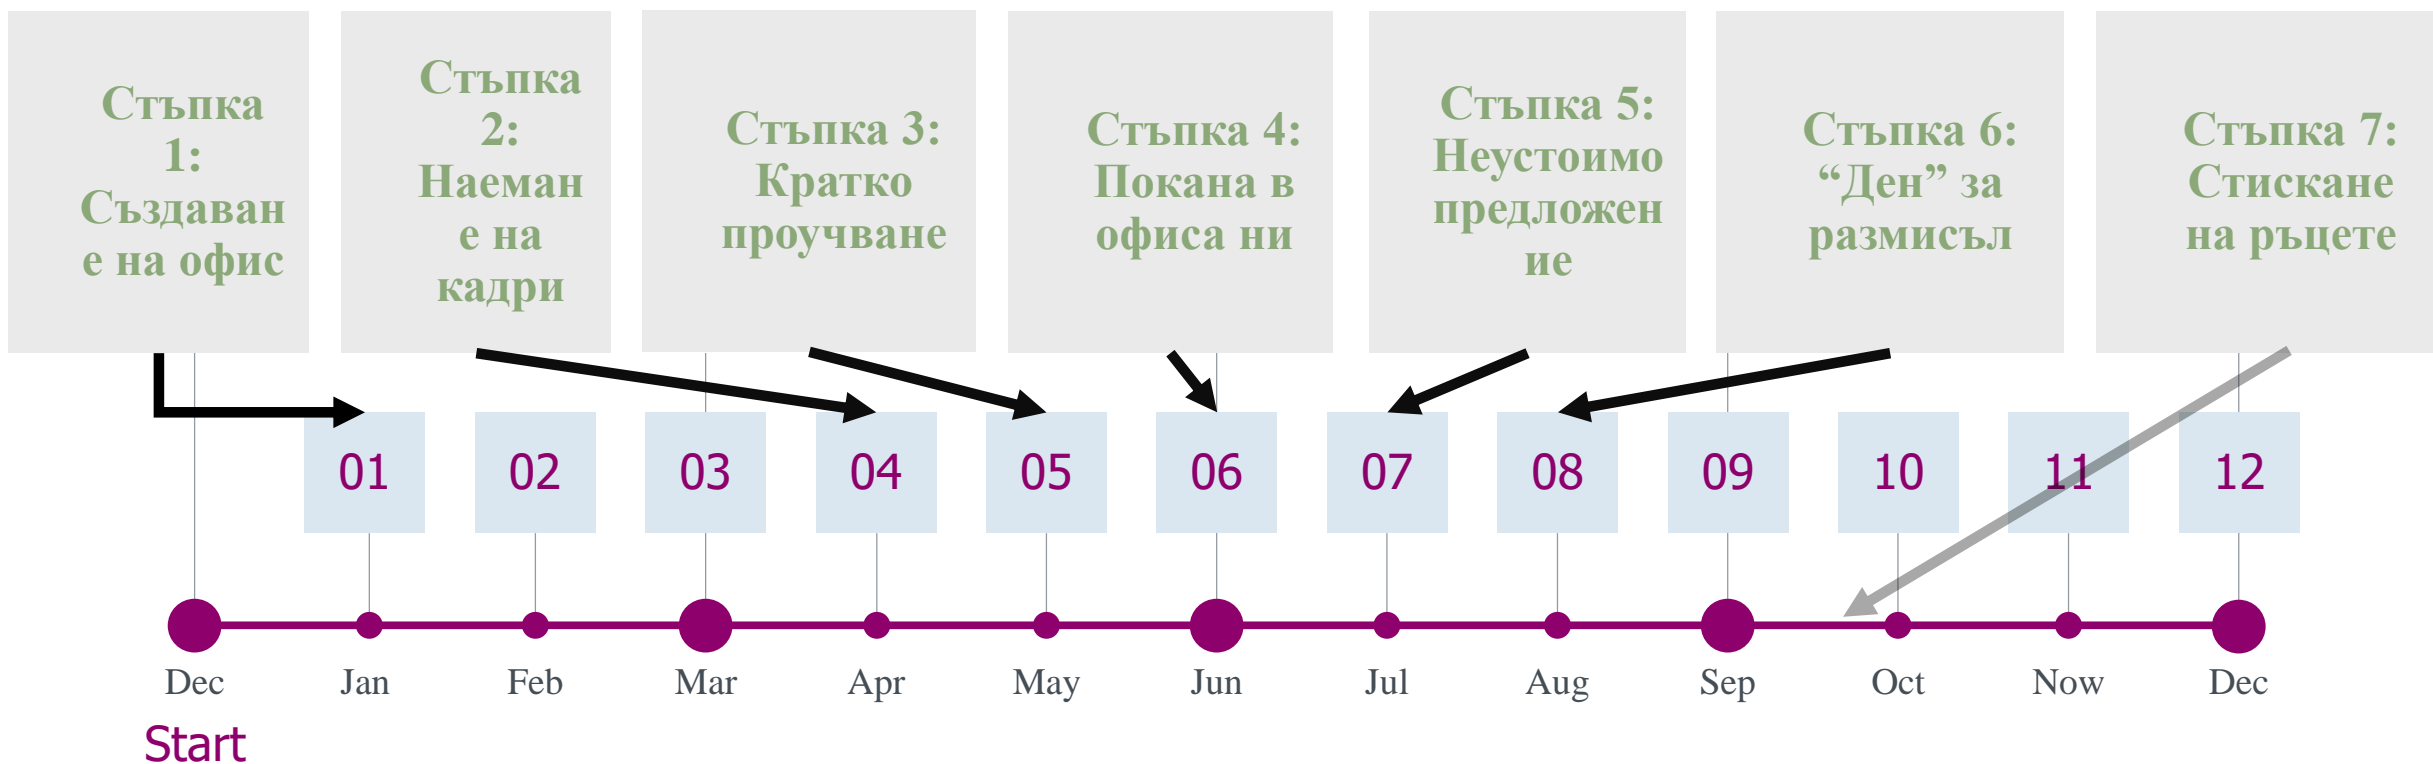 Стъпка
1:
Създаван
е на офис
Стъпка
2:
Наеман
е на
кадри
Стъпка 3:
Кратко
проучване
Стъпка 4:
Покана в
офиса ни
Стъпка 5:
Неустоимо
предложен
ие
Стъпка 6:
“Ден” за
размисъл
Стъпка 7:
Стискане
на ръцете
01 02 03 04 05 06 07 08 09 10 11 12
Dec Jan Feb Mar Apr May Jun Jul Aug Sep Oct Now Dec
Start